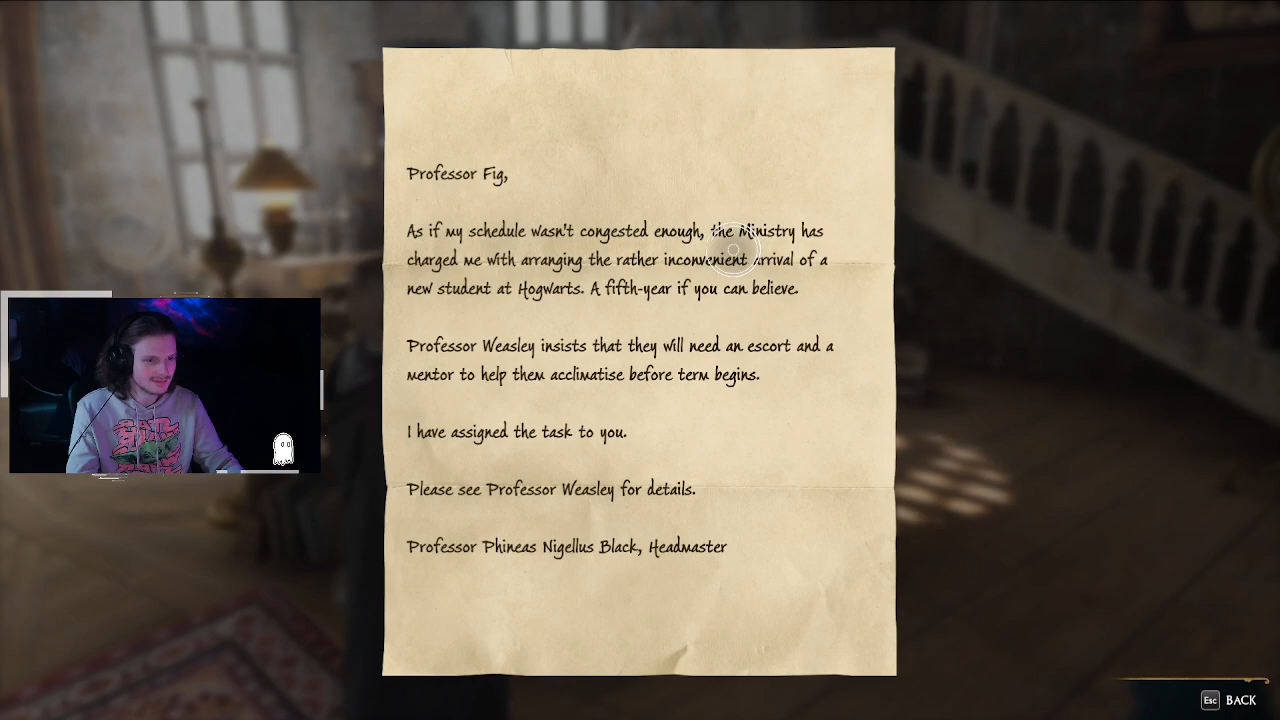 Professor Fig,
As if my schedule wasn't congested enough, the Ministry has
charged me with arranging the rather inconvenient arrival of a
new student at Hogwarts. A fifth-year if you can believe.
Professor Weasley insists that they will need an escort and a
mentor to help them acclimatise before term begins.
I have assigned the task to you.
Please see Professor Weasley for details.
Professor Phineas Nigellus Black, Headmaster
Esc BACK